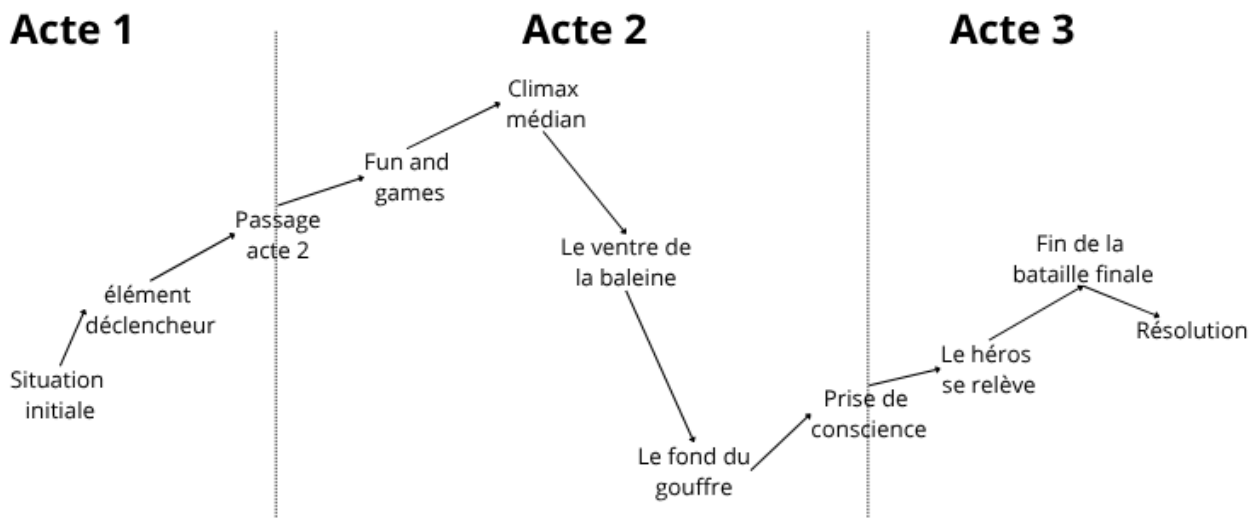 Acte 1
Acte 2
Acte 3
Situation
initiale
élément
déclencheur
Passage
acte 2
Fun and
games
Climax
médian
Le ventre de
la baleine
Le fond du
gouffre
Prise de
conscience
Le héros
se relève
Fin de la
bataille finale
Résolution